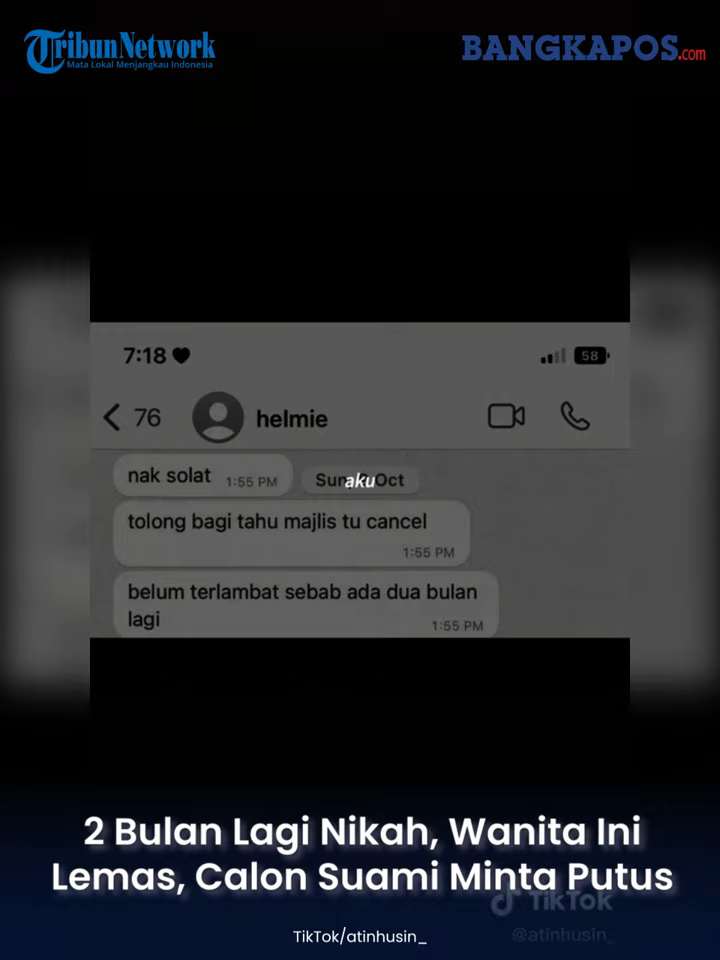 TribunNetwork
Mata Lokal Menjangkau Indonesia
BANGKAPOS.com
7:18
58
76
helmie
nak solat
1:55 PM
aku
tolong bagi tahu majlis tu cancel
1:55 PM
belum terlambat sebab ada dua bulan
lagi
1:55 PM
2 Bulan Lagi Nikah, Wanita Ini
Lemas, Calon Suami Minta Putus
TikTok
TikTok/atinhusin_
@atinhusin_